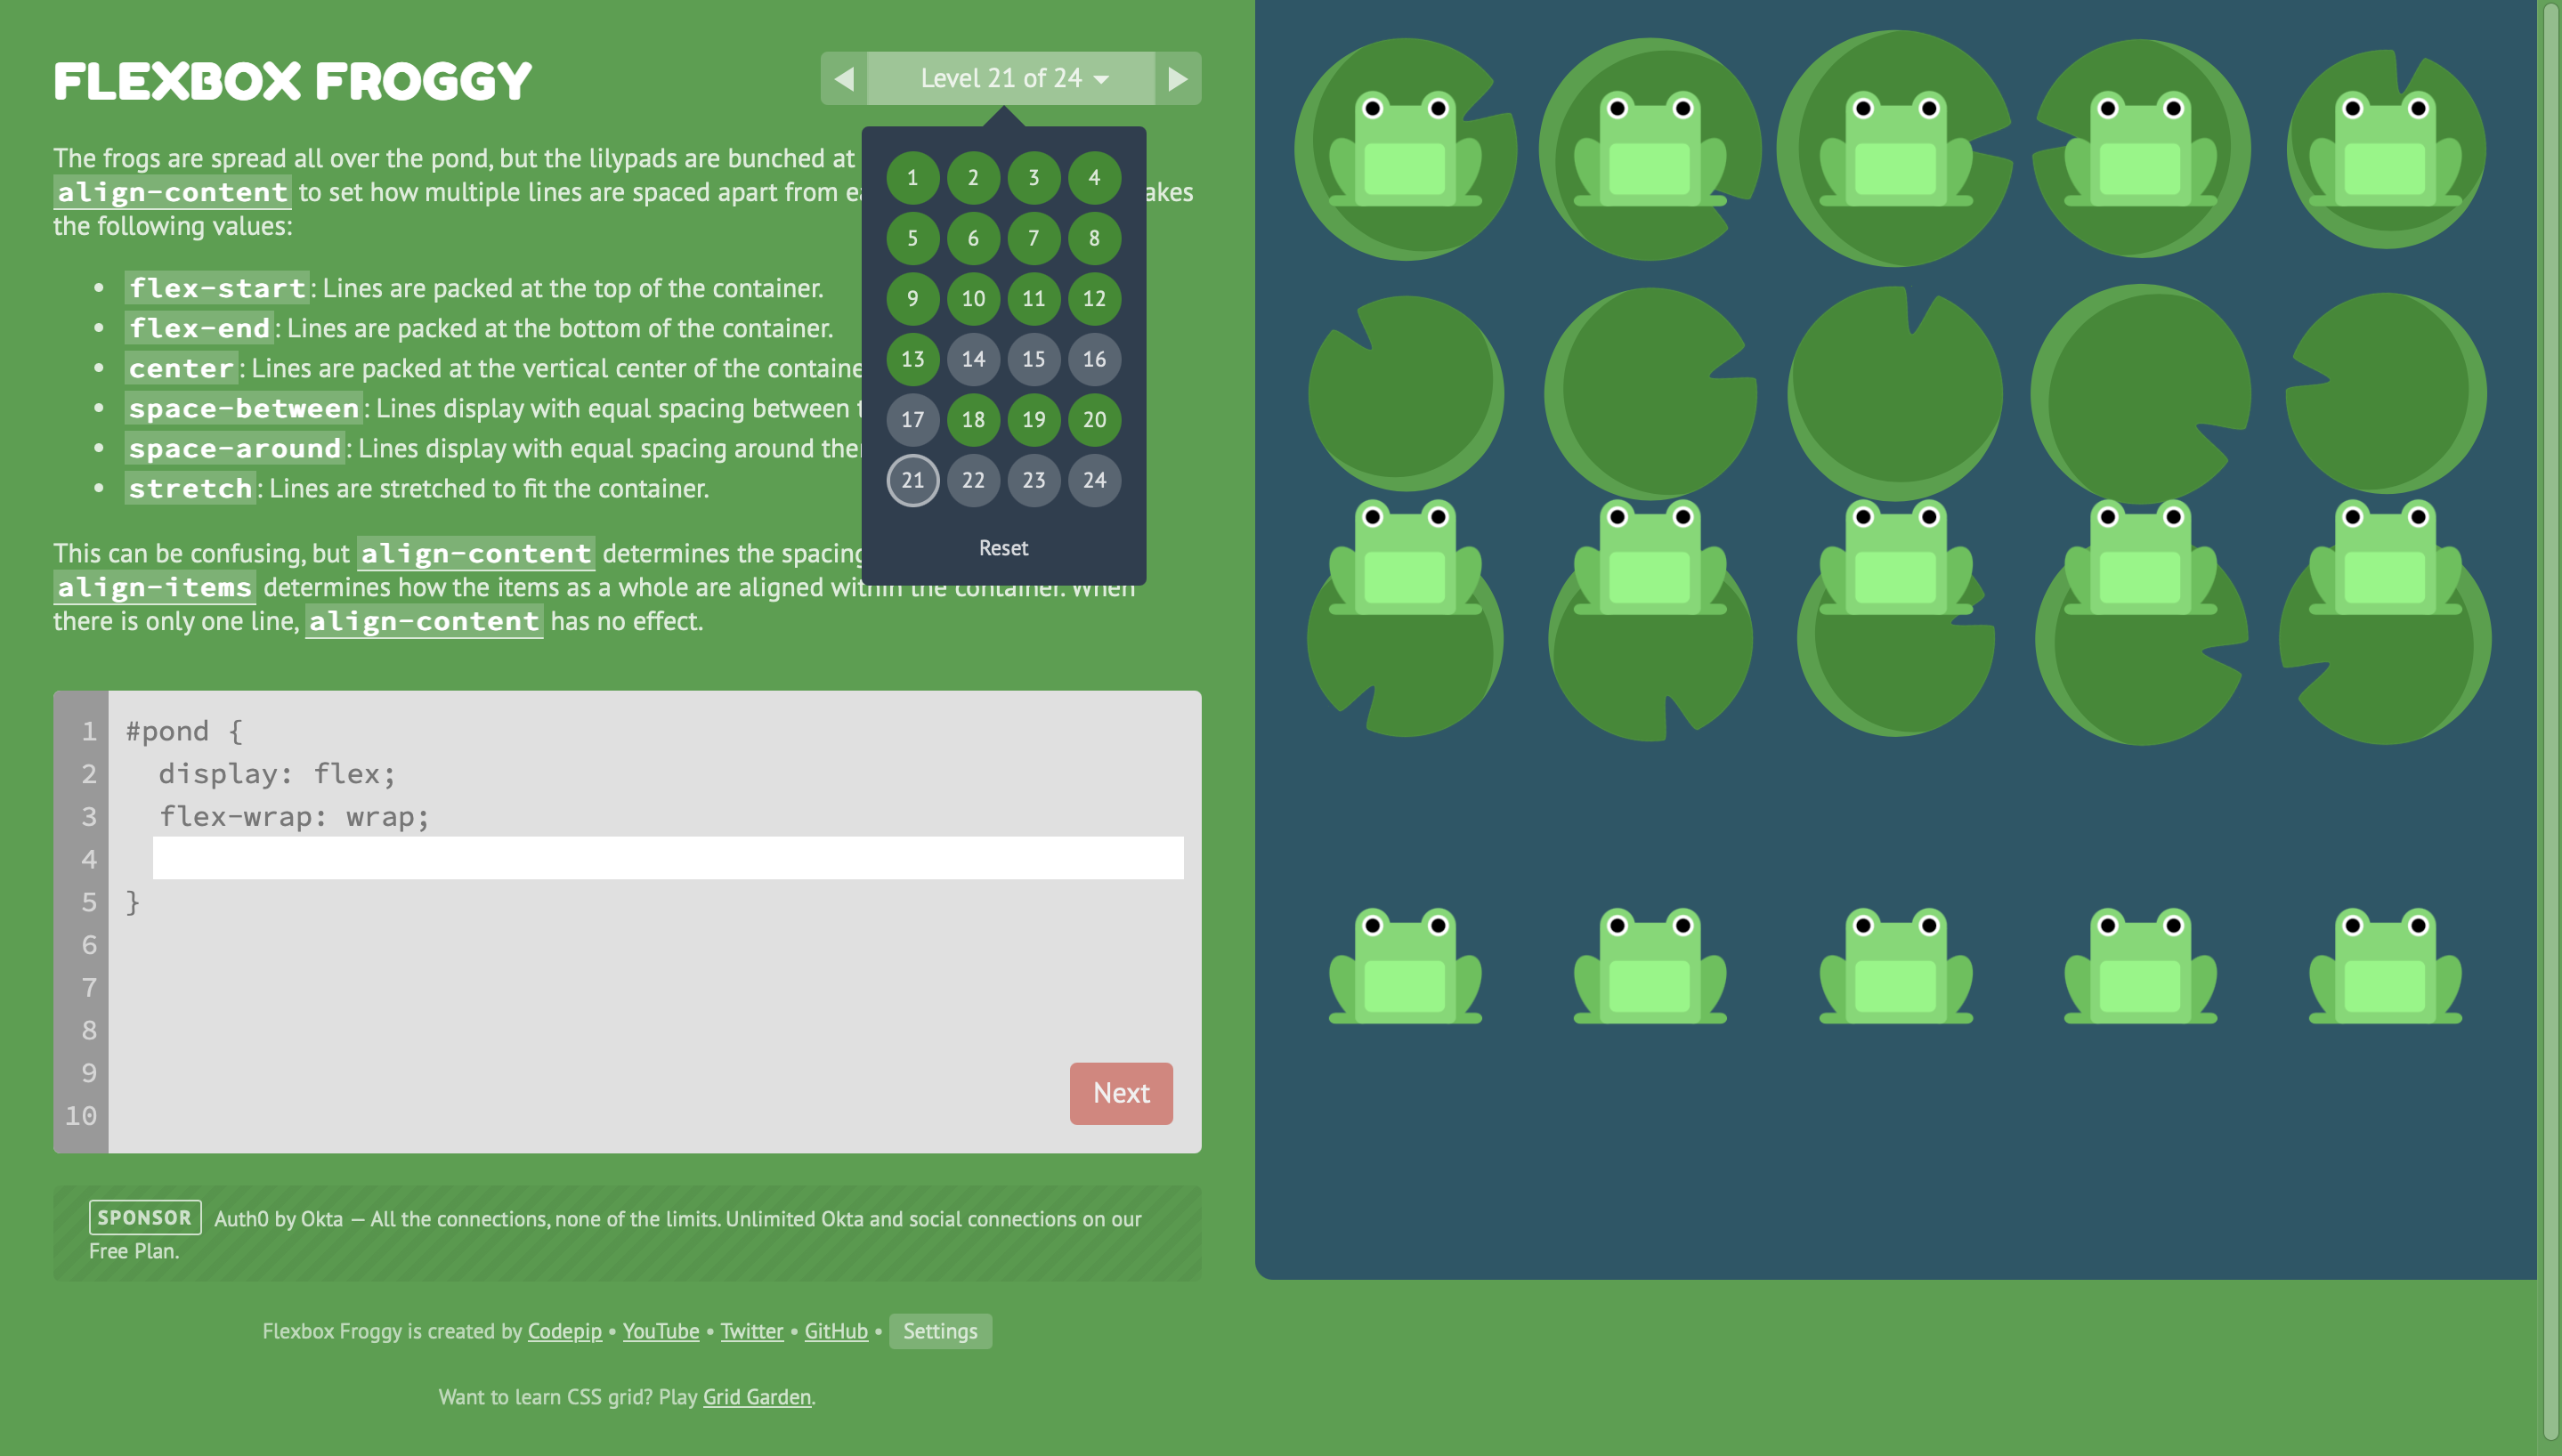 FLEXBOX FROGGY
Level 21 of 24
The frogs are spread all over the pond, but the lilypads are bunched at
align-content to set how multiple lines are spaced apart from ea akes
the following values:
• flex-start: Lines are packed at the top of the container.
• flex-end: Lines are packed at the bottom of the container.
• center: Lines are packed at the vertical center of the containe
• space-between: Lines display with equal spacing between t
• space-around: Lines display with equal spacing around the
• stretch: Lines are stretched to fit the container.
This can be confusing, but align-content determines the spacing
align-items determines how the items as a whole are aligned within the container. When
there is only one line, align-content has no effect.
1 2 3 4
5 6 7 8
9 10 11 12
13 14 15 16
17 18 19 20
21 22 23 24
Reset
1 #pond {
2 display: flex;
3 flex-wrap: wrap;
4
5 }
6
7
8
9
10
Next
SPONSOR Auth0 by Okta — All the connections, none of the limits. Unlimited Okta and social connections on our
Free Plan.
Flexbox Froggy is created by Codepip • YouTube • Twitter • GitHub • Settings
Want to learn CSS grid? Play Grid Garden.